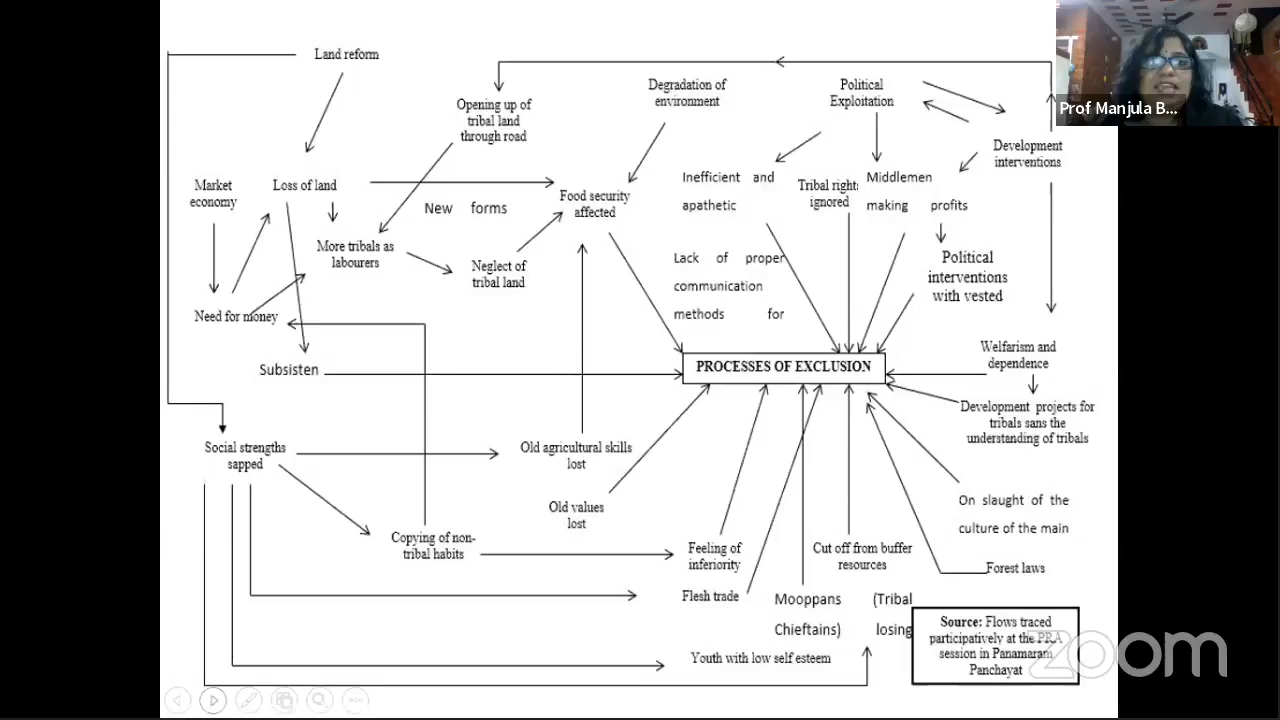 Land reform
Degradation of
environment
Political
Exploitation
Prof Manjula B...
Opening up of
tribal land
through road
Development
interventions
Market
economy
Loss of land
New forms
Food security
affected
Inefficient and
apathetic
Tribal rights
ignored
Middlemen
making profits
More tribals as
labourers
Neglect of
tribal land
Lack of proper
communication
methods for
Political
interventions
with vested
Need for money
Subsisten
PROCESSES OF EXCLUSION
Welfarism and
dependence
Development projects for
tribals sans the
understanding of tribals
Social strengths
sapped
Old agricultural skills
lost
Old values
lost
On slaught of the
culture of the main
Copying of non-
tribal habits
Feeling of
inferiority
Cut off from buffer
resources
Forest laws
Flesh trade
Mooppans (Tribal
Chieftains) losing
Youth with low self esteem
Source: Flows traced
participatively at the PRA
session in Panamaram
Panchayat
zoom